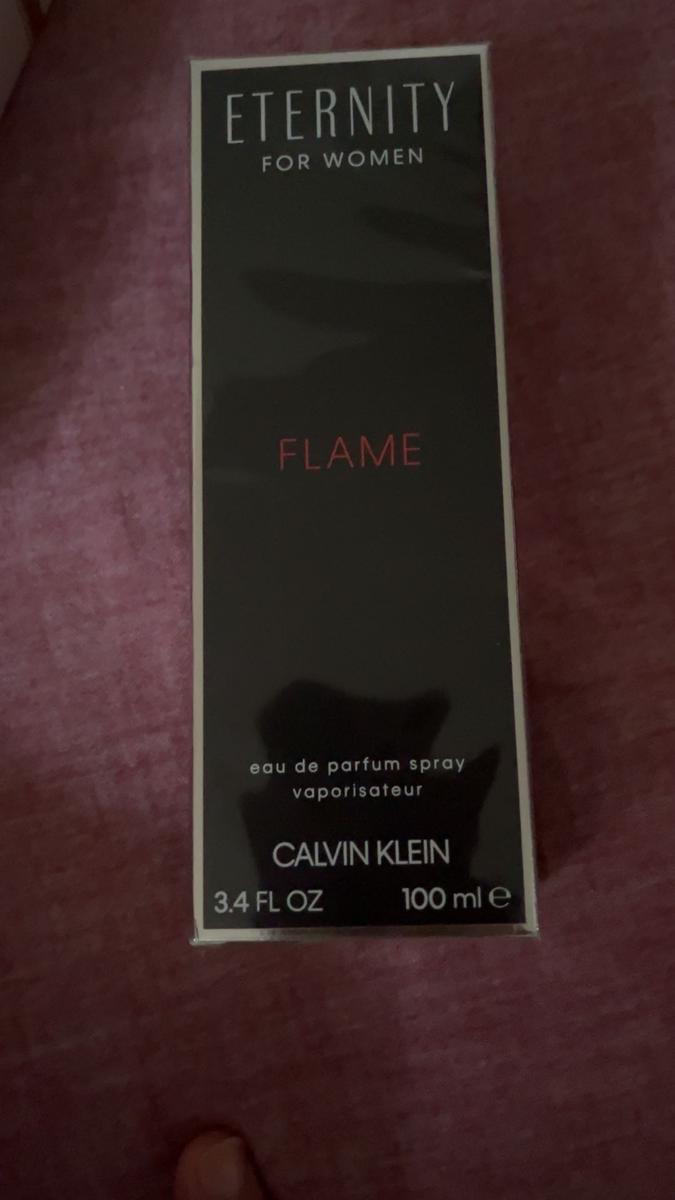 ETERNITY
FOR WOMEN
FLAME
eau de parfum spray
vaporisateur
CALVIN KLEIN
3.4 FL OZ 100 ml ℮